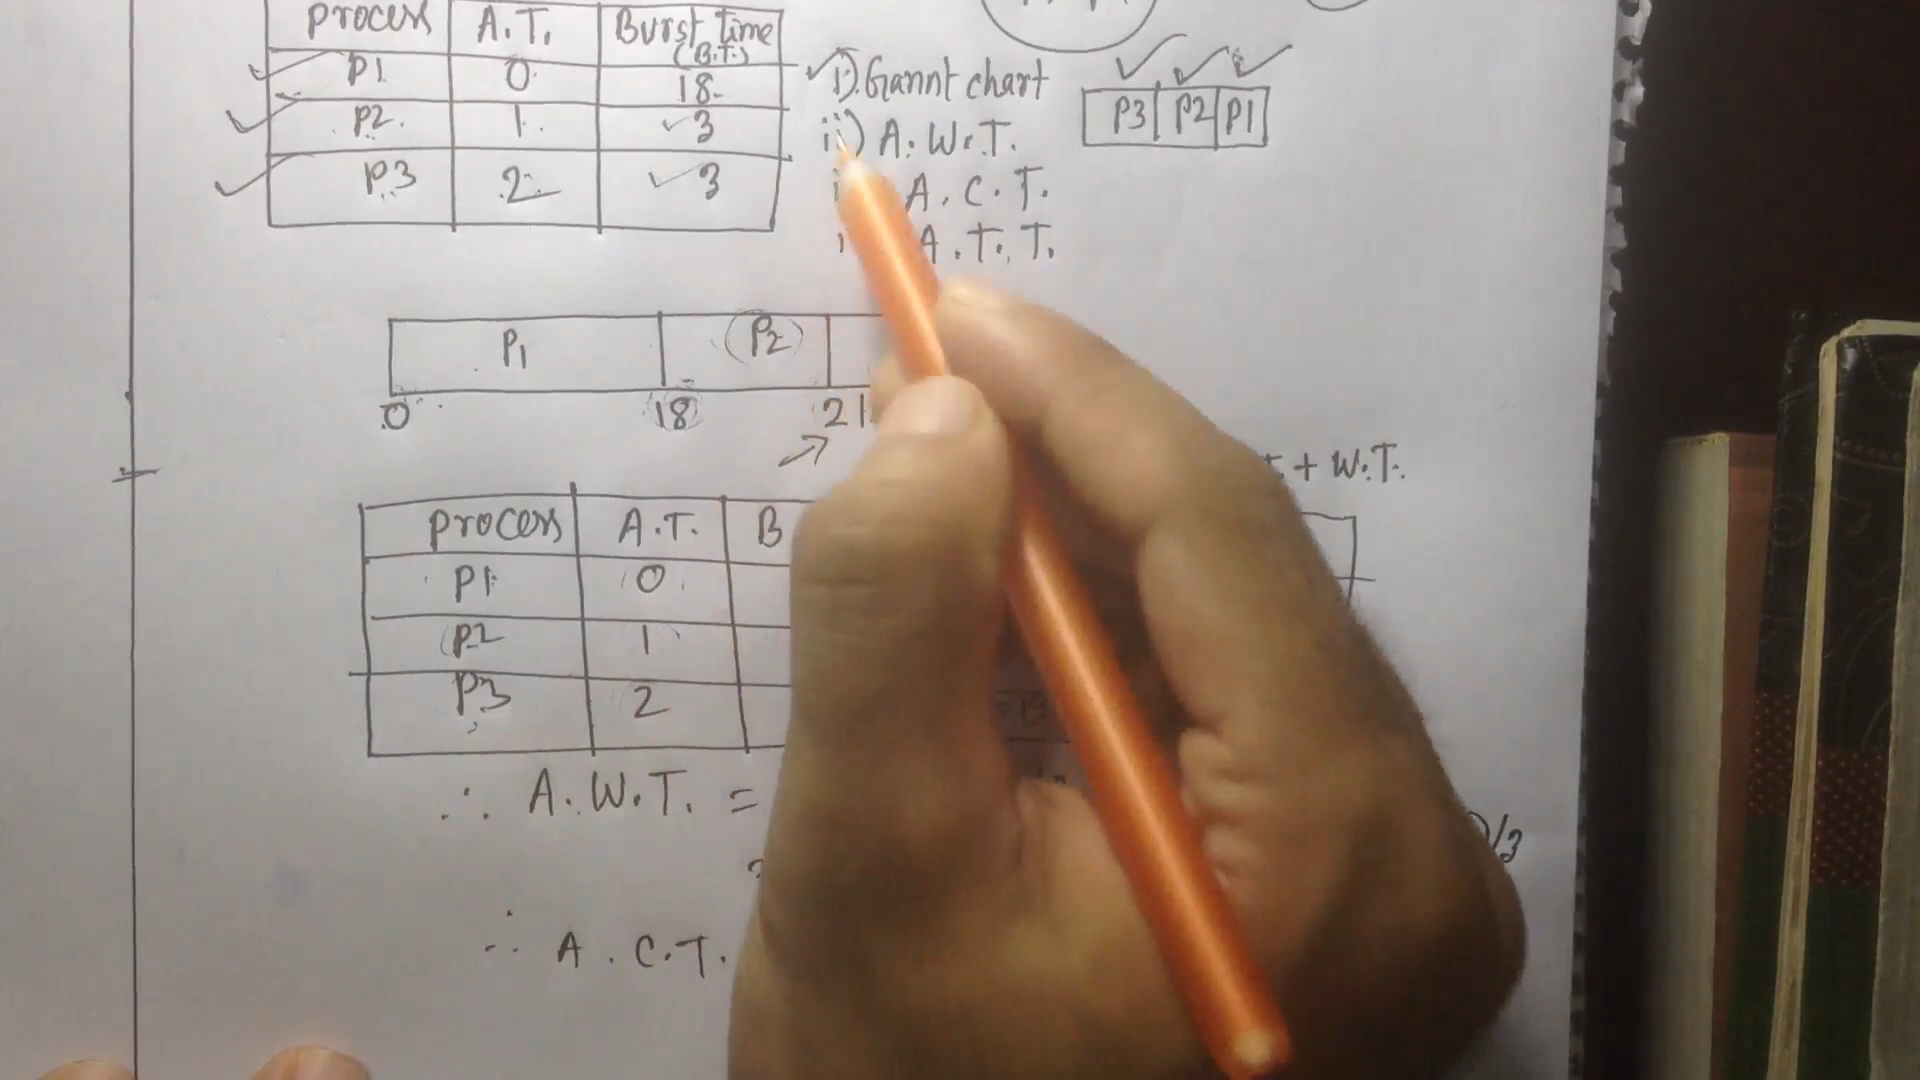 process A.T. Burst time (B.T.)
P1 0 18
P2 1 3
P3 2 3
i) Gannt chart
ii) A.W.T.
A.C.T.
A.T.T.
P3 P2 P1
P1 P2
0 18 21
+ W.T.
process A.T. B
P1 0
P2 1
P3 2
∴ A.W.T. =
/3
∴ A.C.T.